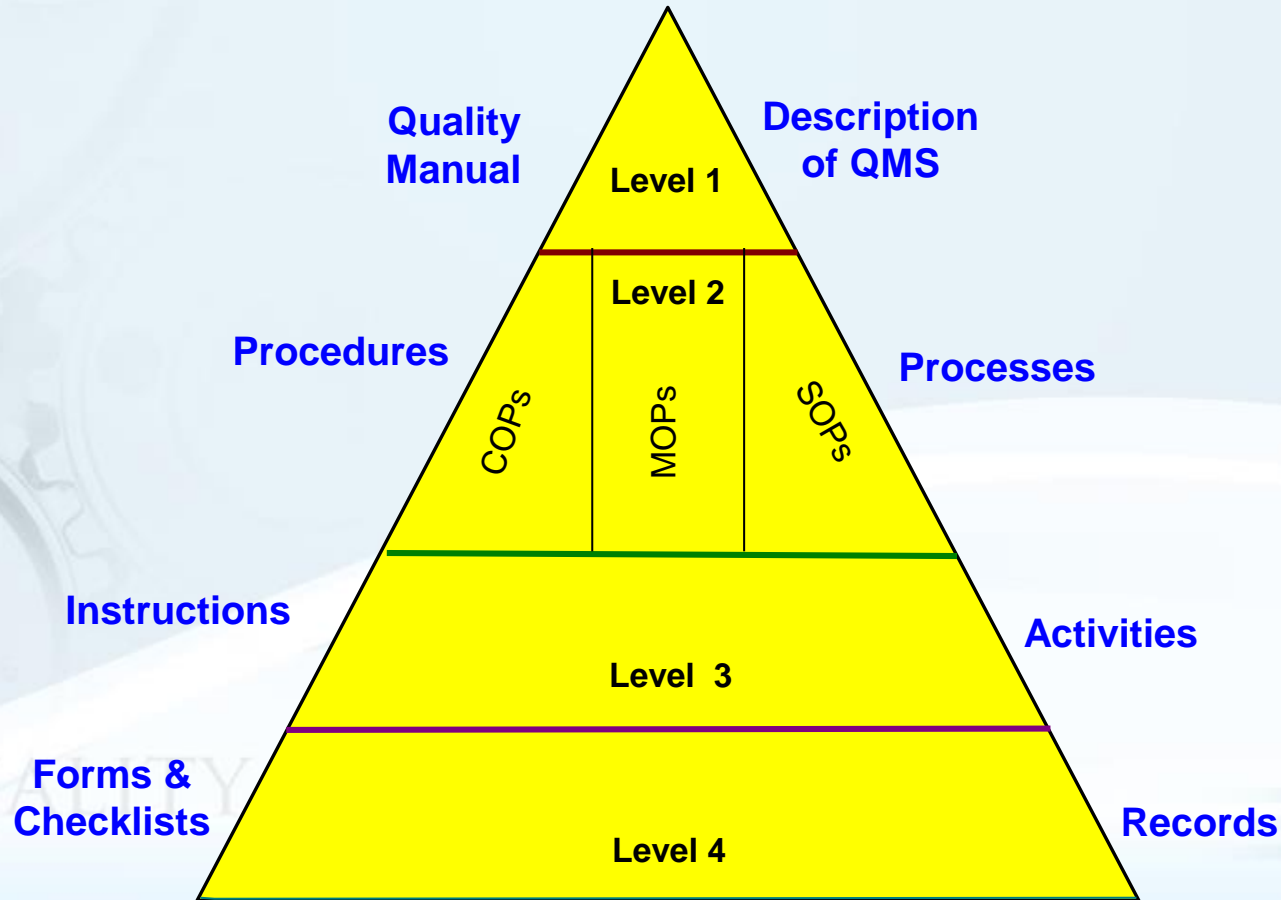 Quality
Manual
Description
of QMS
Level 1
Level 2
Procedures
Processes
COPs
MOPs
SOPs
Instructions
Activities
Level 3
Forms &
Checklists
ALITY
Records
Level 4